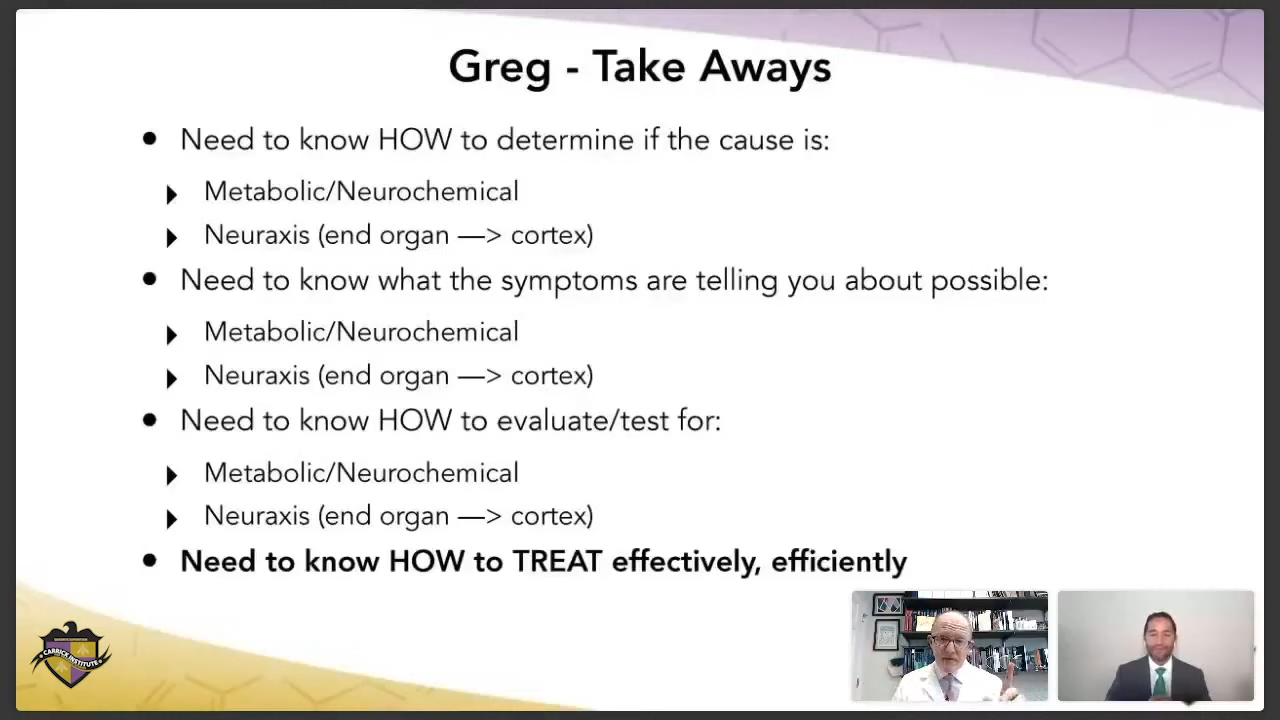 Greg - Take Aways
• Need to know HOW to determine if the cause is:
Metabolic/Neurochemical
Neuraxis (end organ —> cortex)
• Need to know what the symptoms are telling you about possible:
Metabolic/Neurochemical
Neuraxis (end organ —> cortex)
• Need to know HOW to evaluate/test for:
Metabolic/Neurochemical
Neuraxis (end organ —> cortex)
• Need to know HOW to TREAT effectively, efficiently
CARRICK INSTITUTE